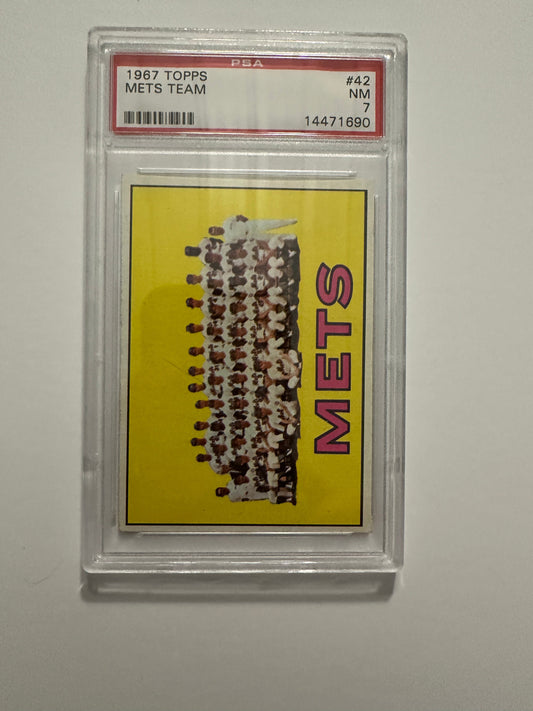 PSA
1967 TOPPS #42
METS TEAM NM
7
14471690
METS